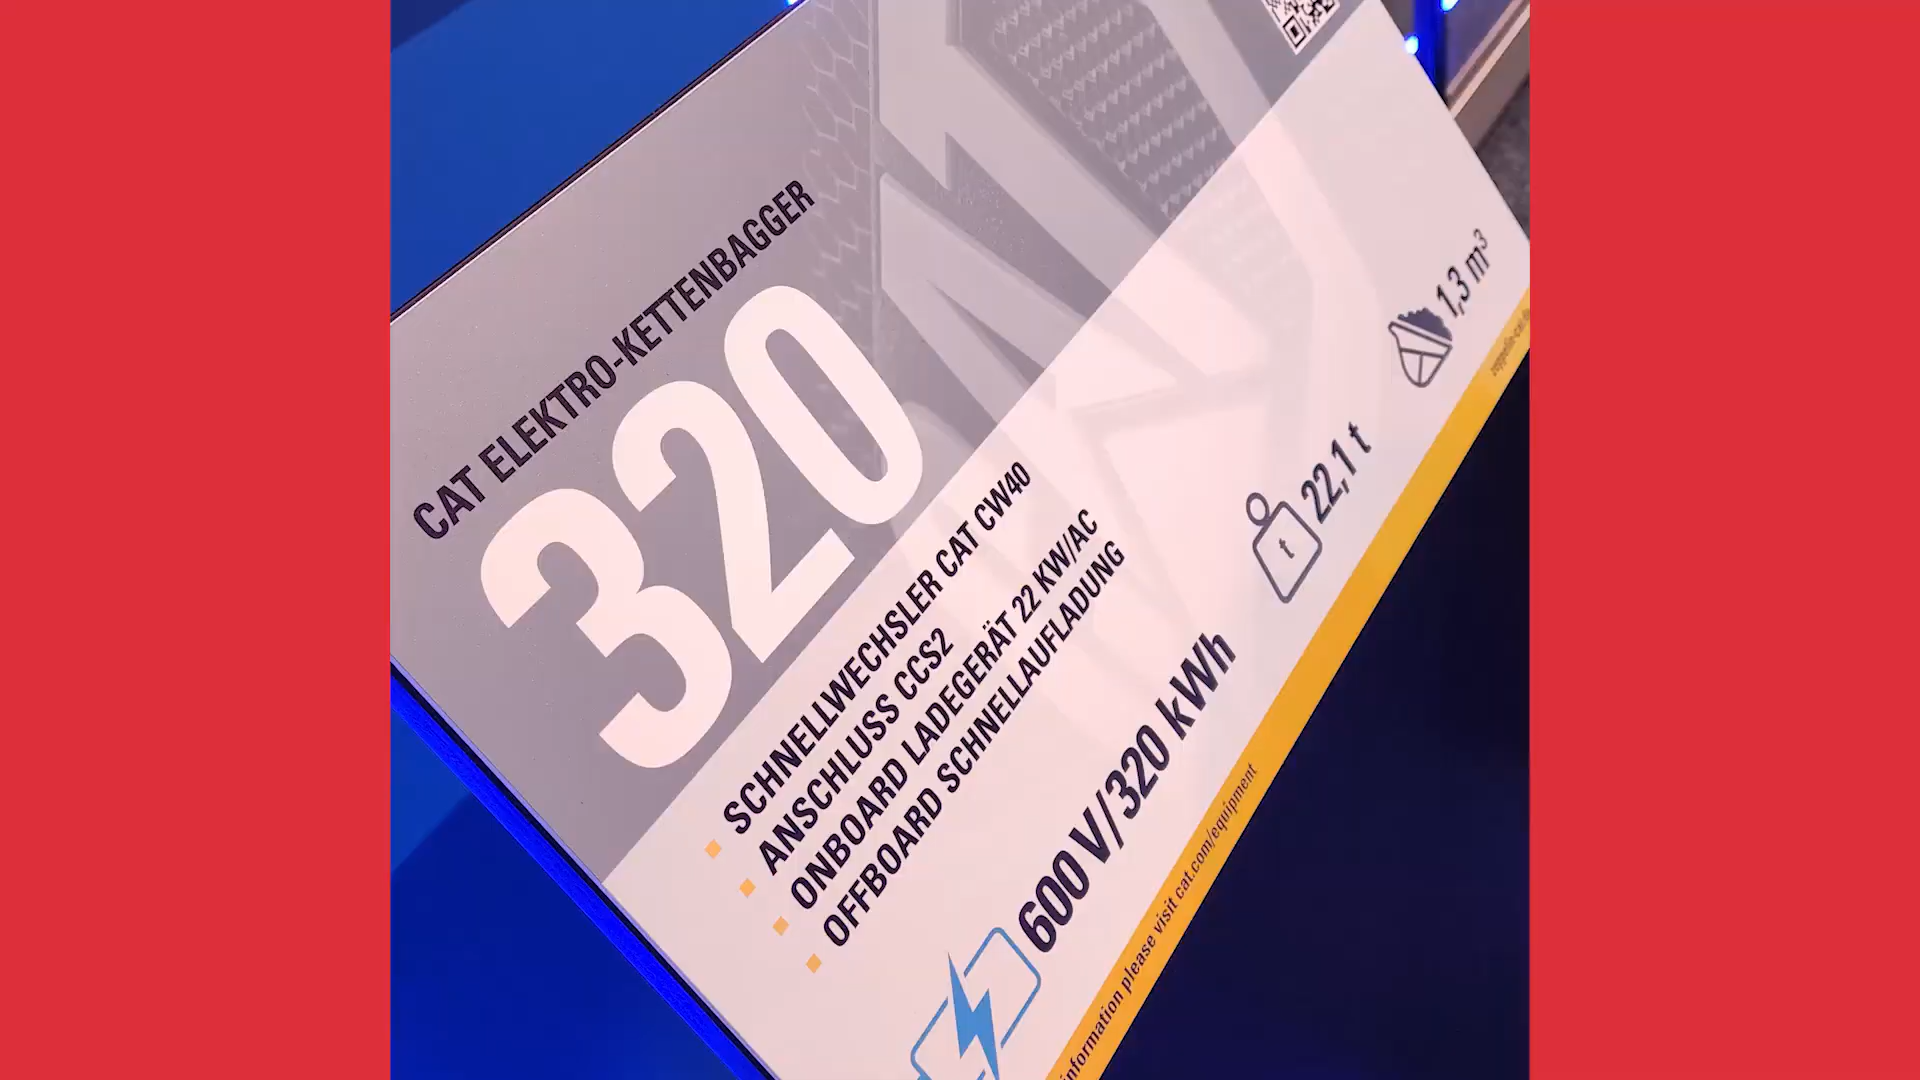 CAT ELEKTRO-KETTENBAGGER
320
SCHNELLWECHSLER CAT CW40
ANSCHLUSS CCS2
ONBOARD LADEGERÄT 22 KW/AC
OFFBOARD SCHNELLAUFLADUNG
600 V/320 kWh
t 22,1 t
1,3 m³
information please visit cat.com/equipment